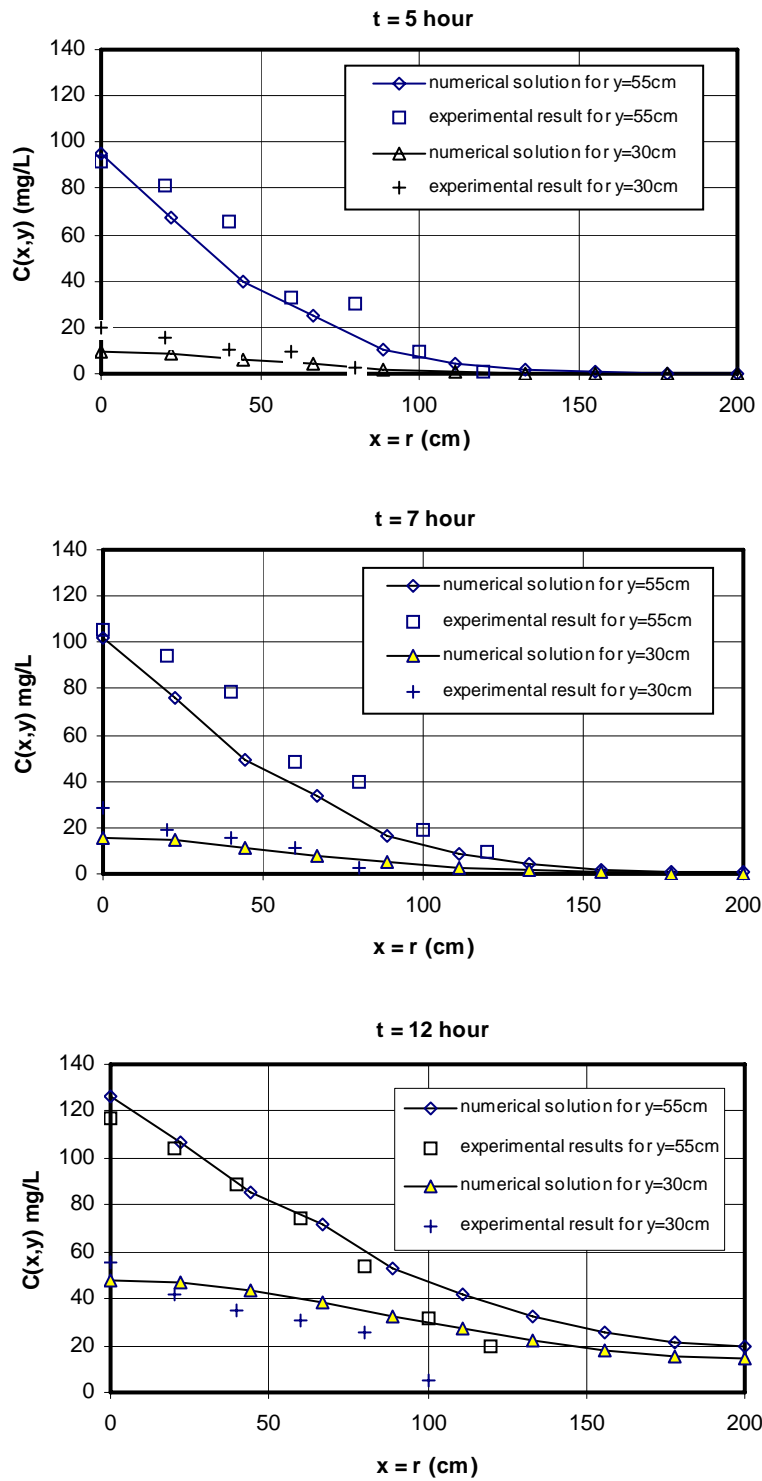 t = 5 hour
140
120
100
80
60
40
20
0
C(x,y) (mg/L)
numerical solution for y=55cm
experimental result for y=55cm
numerical solution for y=30cm
experimental result for y=30cm
0 50 100 150 200
x = r (cm)
t = 7 hour
140
120
100
80
60
40
20
0
C(x,y) mg/L
numerical solution for y=55cm
experimental result for y=55cm
numerical solution for y=30cm
experimental result for y=30cm
0 50 100 150 200
x = r (cm)
t = 12 hour
140
120
100
80
60
40
20
0
C(x,y) mg/L
numerical solution for y=55cm
experimental results for y=55cm
numerical solution for y=30cm
experimental result for y=30cm
0 50 100 150 200
x = r (cm)